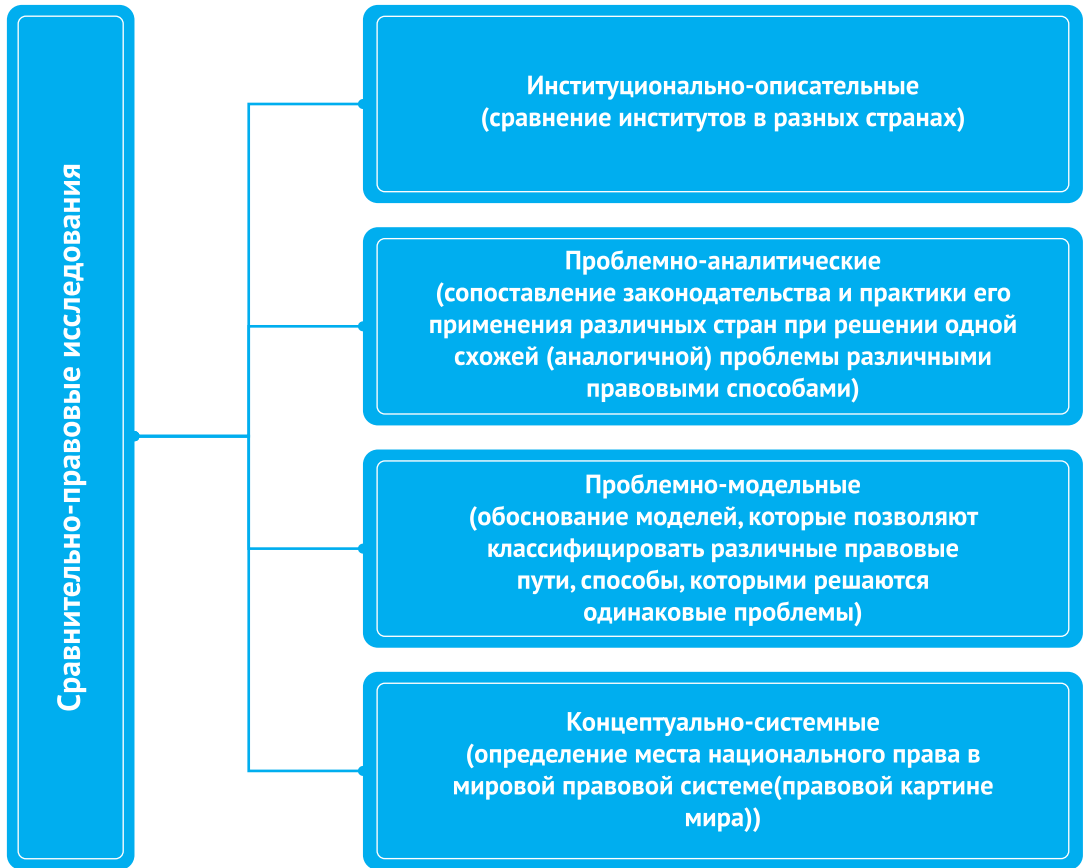 Сравнительно-правовые исследования
Институционально-описательные
(сравнение институтов в разных странах)
Проблемно-аналитические
(сопоставление законодательства и практики его
применения различных стран при решении одной
схожей (аналогичной) проблемы различными
правовыми способами)
Проблемно-модельные
(обоснование моделей, которые позволяют
классифицировать различные правовые
пути, способы, которыми решаются
одинаковые проблемы)
Концептуально-системные
(определение места национального права в
мировой правовой системе(правовой картине
мира))